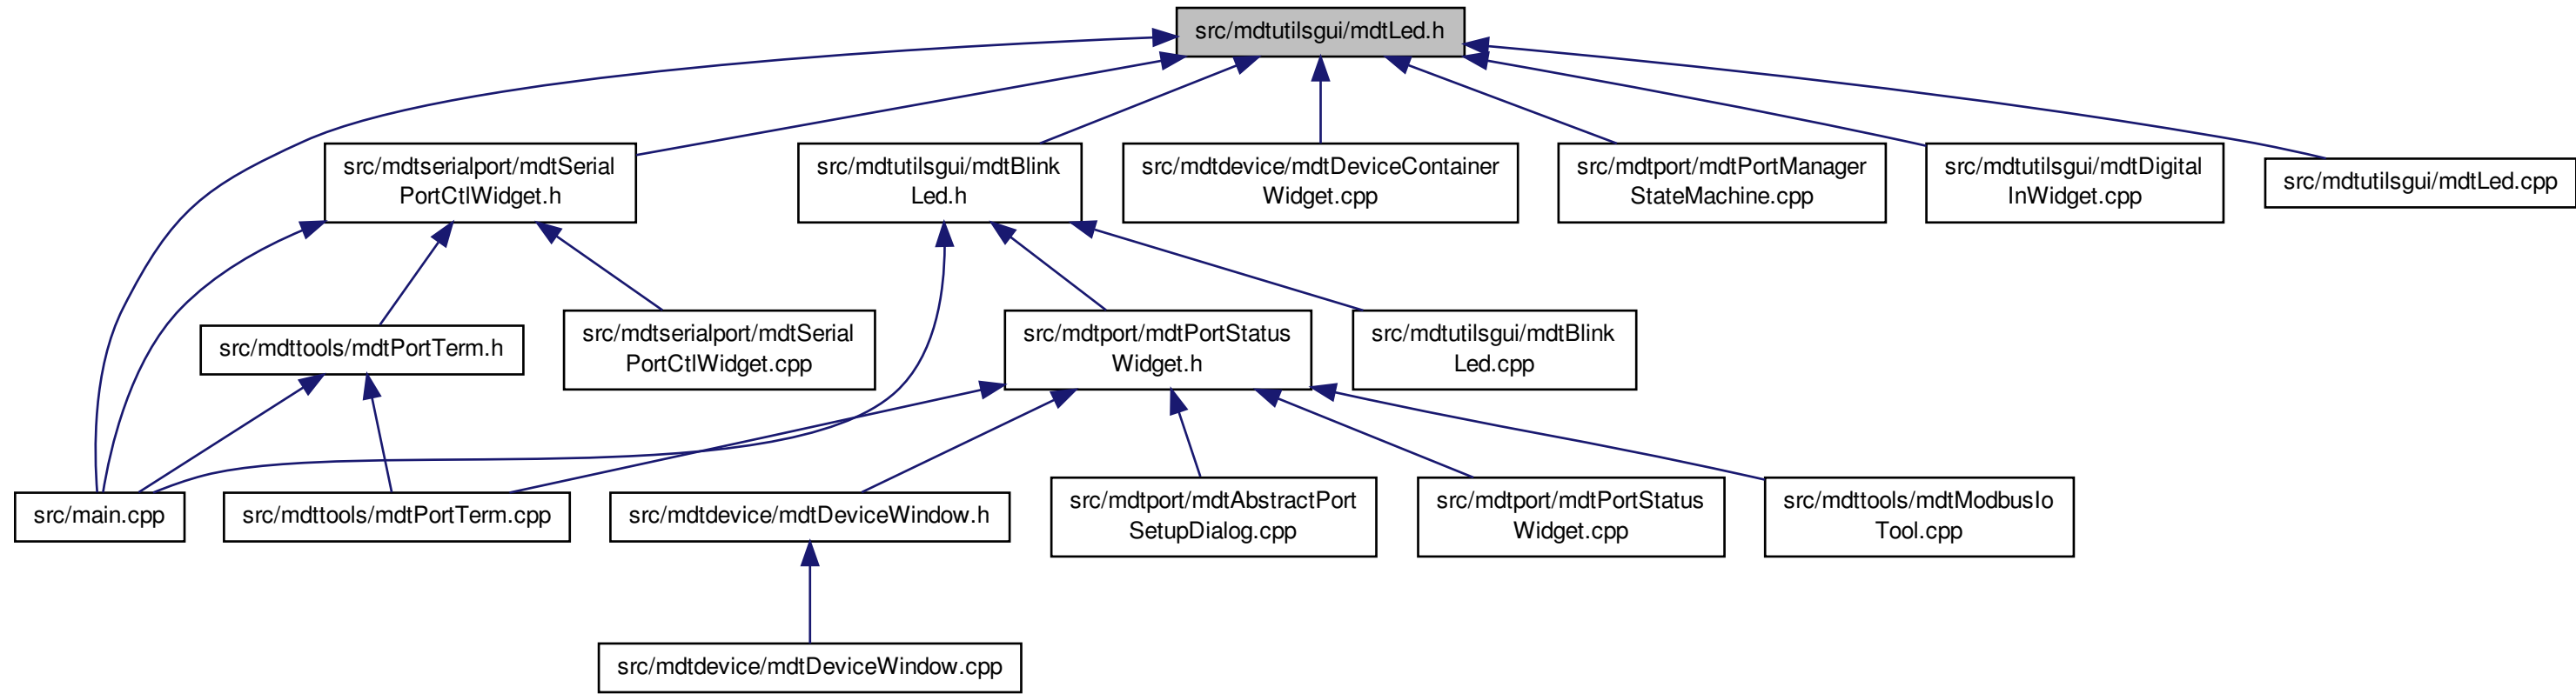 src/mdtutilsgui/mdtLed.h
src/mdtserialport/mdtSerial
PortCtlWidget.h
src/mdtutilsgui/mdtBlink
Led.h
src/mdtdevice/mdtDeviceContainer
Widget.cpp
src/mdtport/mdtPortManager
StateMachine.cpp
src/mdtutilsgui/mdtDigital
InWidget.cpp
src/mdtutilsgui/mdtLed.cpp
src/mdttools/mdtPortTerm.h
src/mdtserialport/mdtSerial
PortCtlWidget.cpp
src/mdtport/mdtPortStatus
Widget.h
src/mdtutilsgui/mdtBlink
Led.cpp
src/main.cpp
src/mdttools/mdtPortTerm.cpp
src/mdtdevice/mdtDeviceWindow.h
src/mdtport/mdtAbstractPort
SetupDialog.cpp
src/mdtport/mdtPortStatus
Widget.cpp
src/mdttools/mdtModbusIo
Tool.cpp
src/mdtdevice/mdtDeviceWindow.cpp